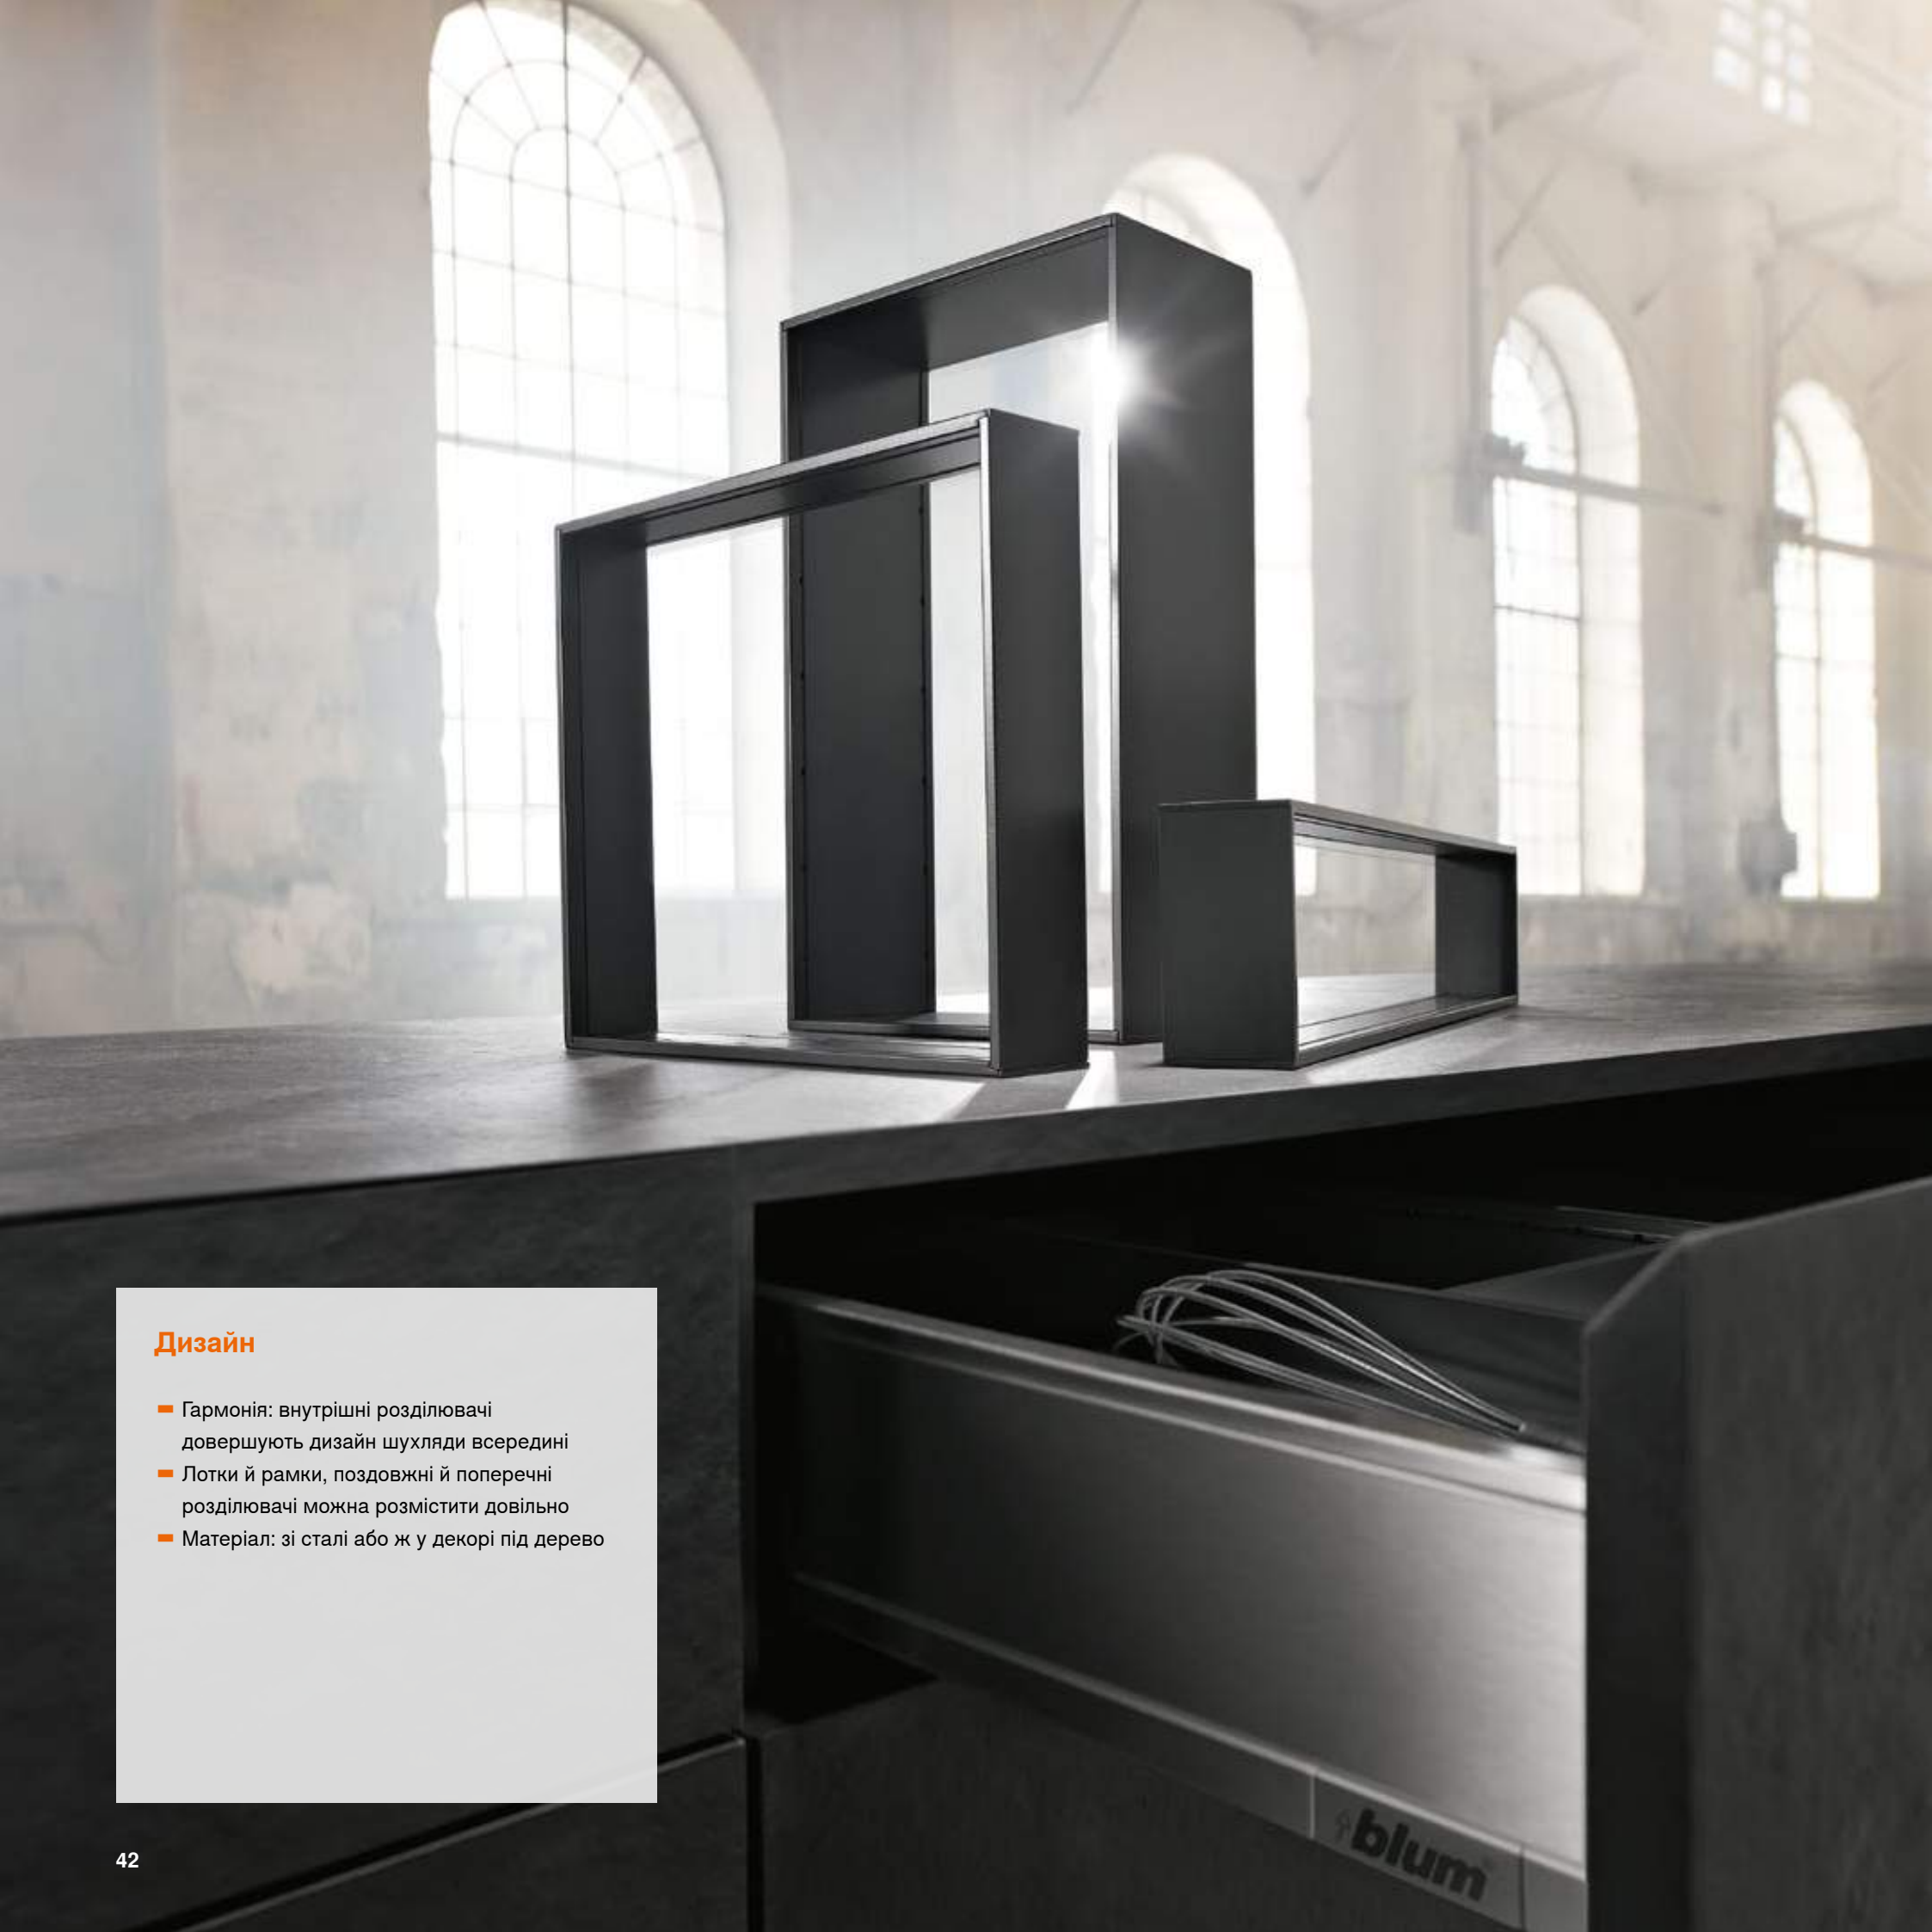 Дизайн
Гармонія: внутрішні розділювачі
довершують дизайн шухляди всередині
Лотки й рамки, поздовжні й поперечні
розділювачі можна розмістити довільно
Матеріал: зі сталі або ж у декорі під дерево
blum
42